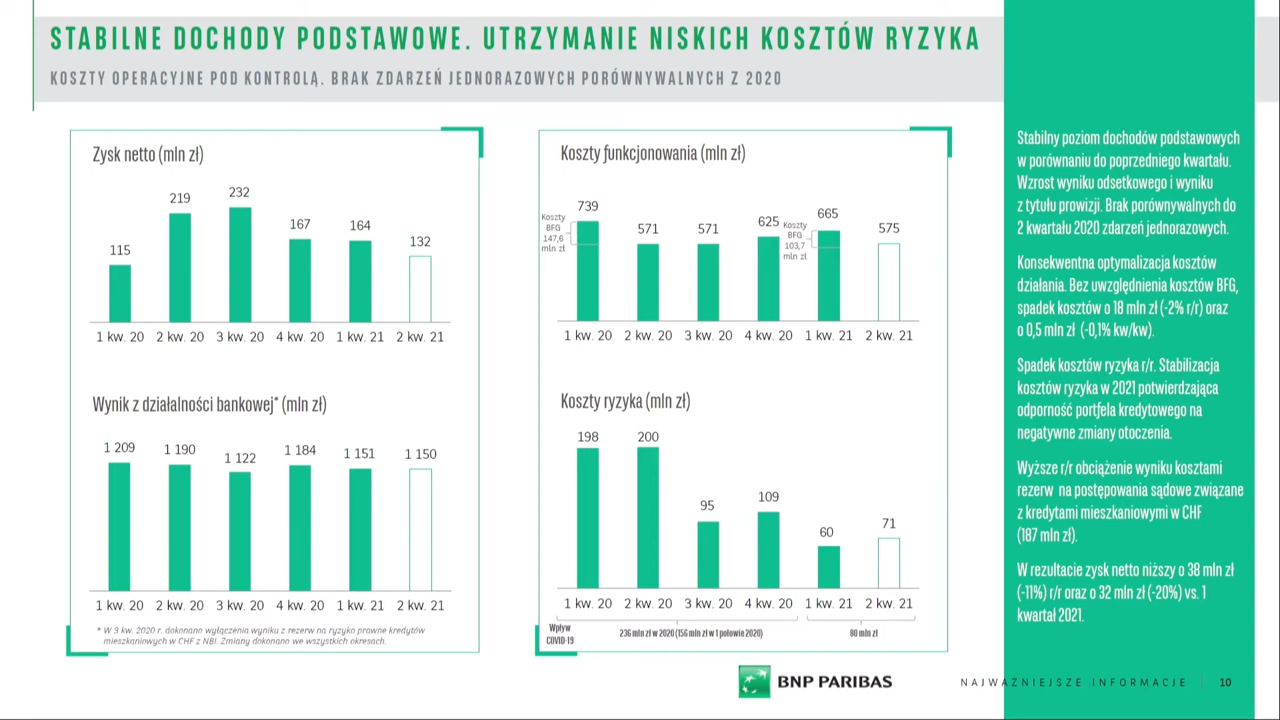 STABILNE DOCHODY PODSTAWOWE. UTRZYMANIE NISKICH KOSZTÓW RYZYKA
KOSZTY OPERACYJNE POD KONTROLĄ. BRAK ZDARZEŃ JEDNORAZOWYCH PORÓWNYWALNYCH Z 2020
Zysk netto (mln zł)
115
219
232
167
164
132
1 kw. 20
2 kw. 20
3 kw. 20
4 kw. 20
1 kw. 21
2 kw. 21
Koszty funkcjonowania (mln zł)
Koszty
BFG
147,6
mln zł
739
571
571
625
Koszty
BFG
103,7
mln zł
665
575
1 kw. 20
2 kw. 20
3 kw. 20
4 kw. 20
1 kw. 21
2 kw. 21
Wynik z działalności bankowej* (mln zł)
1 209
1 190
1 122
1 184
1 151
1 150
1 kw. 20
2 kw. 20
3 kw. 20
4 kw. 20
1 kw. 21
2 kw. 21
* W 3 kw. 2020 r. dokonano wyłączenia wyniku z rezerw na ryzyko prawne kredytów
mieszkaniowych w CHF z NBI. Zmiany dokonano we wszystkich okresach.
Koszty ryzyka (mln zł)
198
200
95
109
60
71
1 kw. 20
2 kw. 20
3 kw. 20
4 kw. 20
1 kw. 21
2 kw. 21
Wpływ
COVID-19
236 mln zł w 2020 (156 mln zł w 1 połowie 2020)
80 mln zł
Stabilny poziom dochodów podstawowych
w porównaniu do poprzedniego kwartału.
Wzrost wyniku odsetkowego i wyniku
z tytułu prowizji. Brak porównywalnych do
2 kwartału 2020 zdarzeń jednorazowych.
Konsekwentna optymalizacja kosztów
działania. Bez uwzględnienia kosztów BFG,
spadek kosztów o 18 mln zł (-2% r/r) oraz
o 0,5 mln zł (-0,1% kw/kw).
Spadek kosztów ryzyka r/r. Stabilizacja
kosztów ryzyka w 2021 potwierdzająca
odporność portfela kredytowego na
negatywne zmiany otoczenia.
Wyższe r/r obciążenie wyniku kosztami
rezerw na postępowania sądowe związane
z kredytami mieszkaniowymi w CHF
(187 mln zł).
W rezultacie zysk netto niższy o 38 mln zł
(-11%) r/r oraz o 32 mln zł (-20%) vs. 1
kwartał 2021.
BNP PARIBAS
NAJWAŻNIEJSZE INFORMACJE | 10